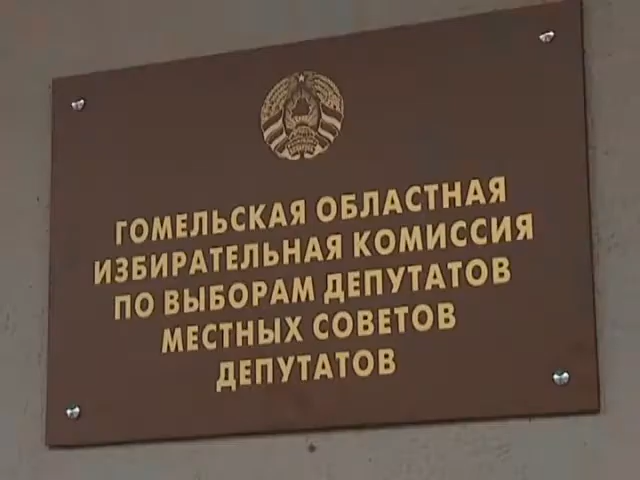 ГОМЕЛЬСКАЯ ОБЛАСТНАЯ
ИЗБИРАТЕЛЬНАЯ КОМИССИЯ
ПО ВЫБОРАМ ДЕПУТАТОВ
МЕСТНЫХ СОВЕТОВ
ДЕПУТАТОВ